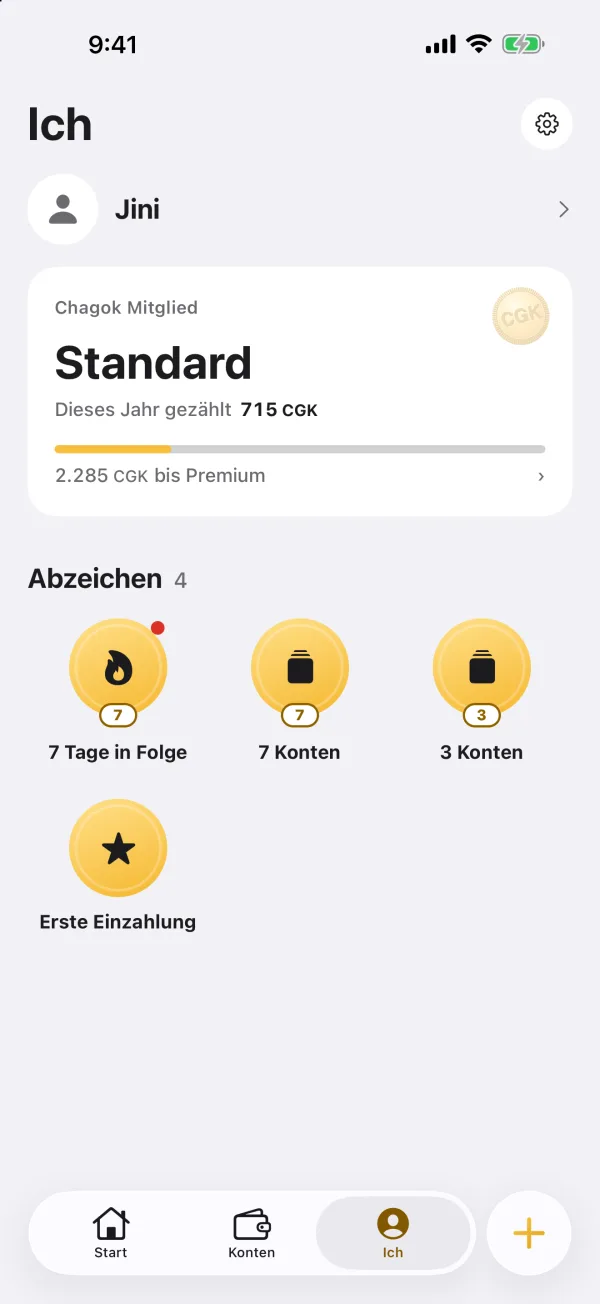 9:41
Ich
Jini
Chagok Mitglied
CGK
Standard
Dieses Jahr gezählt 715 CGK
2.285 CGK bis Premium
Abzeichen 4
7
7
3
7 Tage in Folge
7 Konten
3 Konten
Erste Einzahlung
Start
Konten
Ich